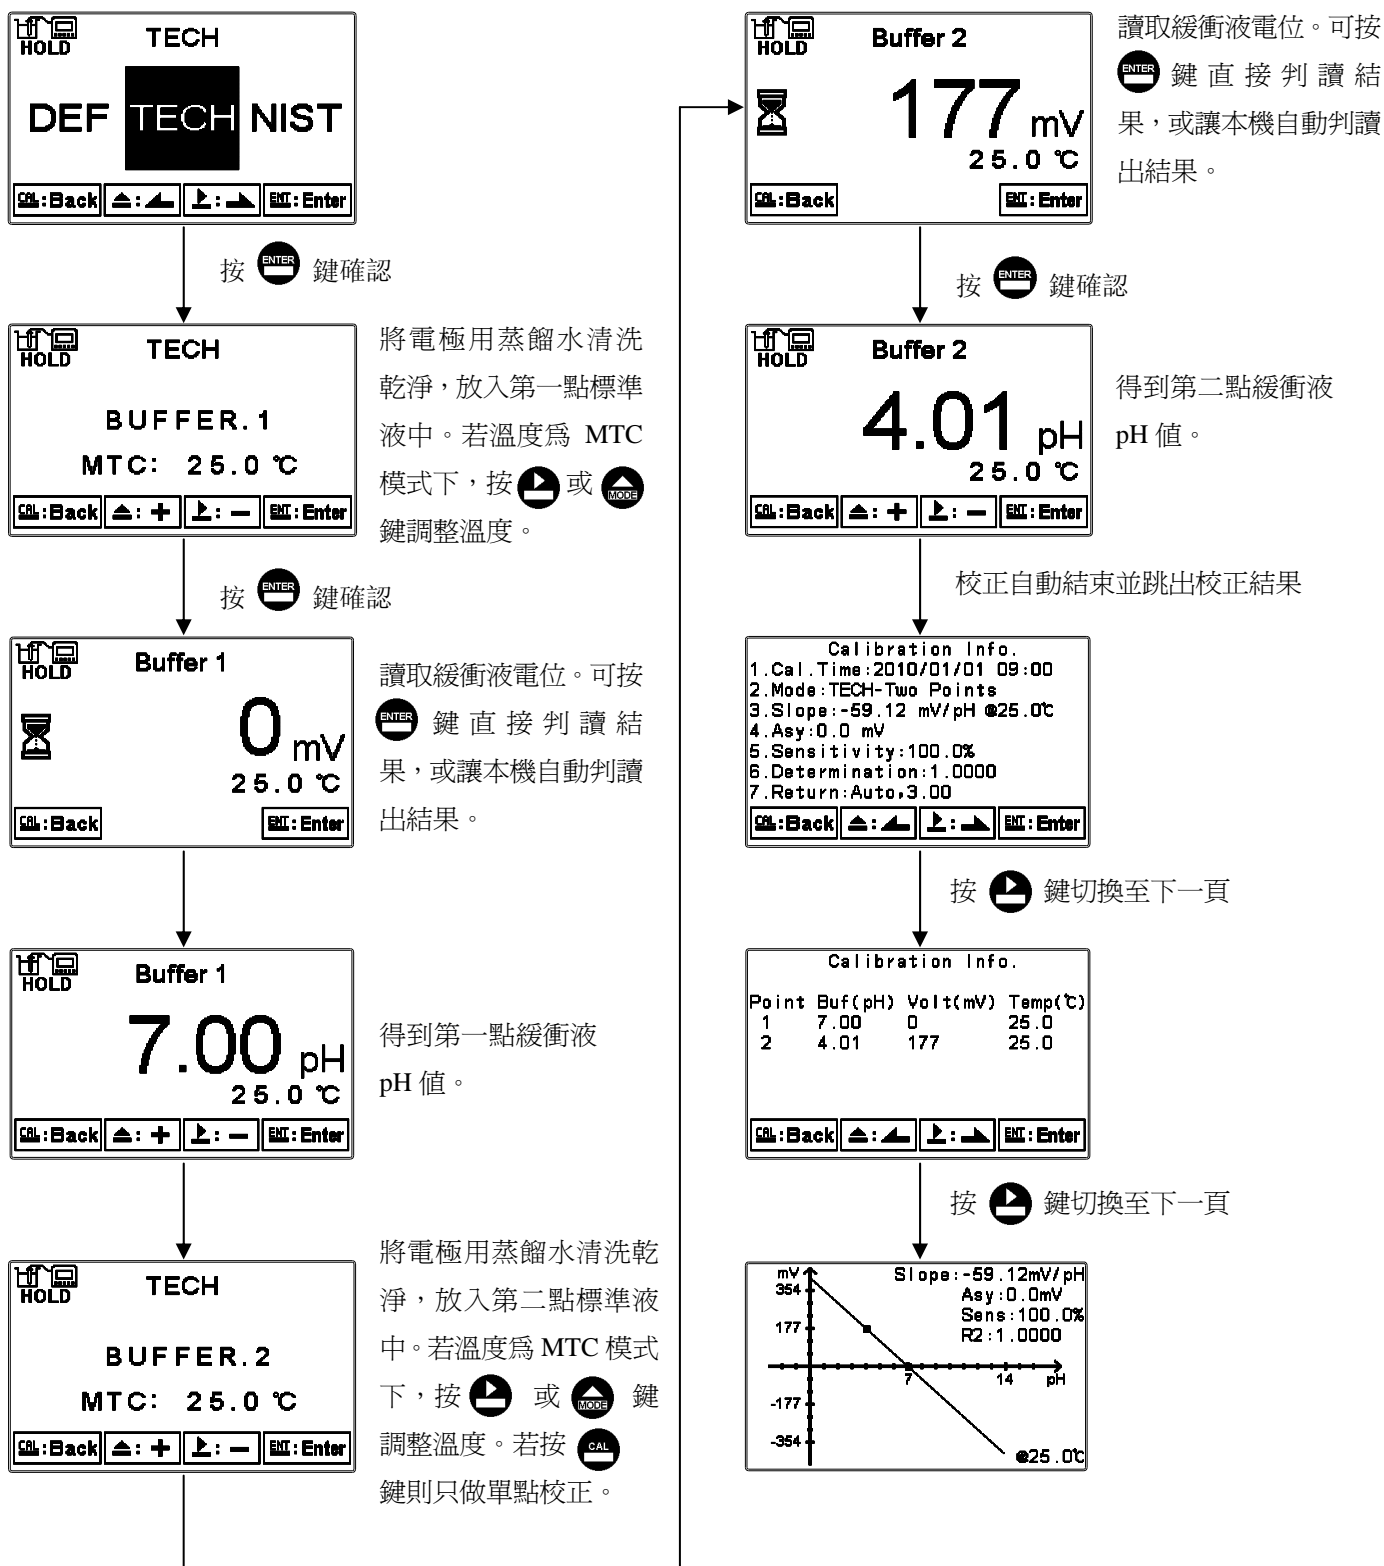 HOLD
TECH
DEF TECH NIST
CAL:Back
ENT:Enter
按 ENTER 鍵確認
HOLD
TECH
BUFFER.1
MTC: 25.0 ℃
CAL:Back ▲:+ : − ENT:Enter
將電極用蒸餾水清洗
乾淨，放入第一點標準
液中。若溫度為 MTC
模式下，按 或 MODE
鍵調整溫度。
按 ENTER 鍵確認
HOLD
Buffer 1
0 mV
25.0 ℃
CAL:Back ENT:Enter
讀取緩衝液電位。可按
ENTER 鍵直接判讀結
果，或讓本機自動判讀
出結果。
HOLD
Buffer 1
7.00 pH
25.0 ℃
CAL:Back ▲:+ : − ENT:Enter
得到第一點緩衝液
pH 值。
HOLD
TECH
BUFFER.2
MTC: 25.0 ℃
CAL:Back ▲:+ : − ENT:Enter
將電極用蒸餾水清洗乾
淨，放入第二點標準液
中。若溫度為 MTC 模式
下，按 或 MODE 鍵
調整溫度。若按 CAL
鍵則只做單點校正。
HOLD
Buffer 2
177 mV
25.0 ℃
CAL:Back ENT:Enter
讀取緩衝液電位。可按
ENTER 鍵直接判讀結
果，或讓本機自動判讀
出結果。
按 ENTER 鍵確認
HOLD
Buffer 2
4.01 pH
25.0 ℃
CAL:Back ▲:+ : − ENT:Enter
得到第二點緩衝液
pH 值。
校正自動結束並跳出校正結果
Calibration Info.
1.Cal.Time:2010/01/01 09:00
2.Mode:TECH-Two Points
3.Slope:-59.12 mV/pH @25.0℃
4.Asy:0.0 mV
5.Sensitivity:100.0%
6.Determination:1.0000
7.Return:Auto,3.00
CAL:Back ENT:Enter
按 鍵切換至下一頁
Calibration Info.
Point Buf(pH) Volt(mV) Temp(℃)
1 7.00 0 25.0
2 4.01 177 25.0
CAL:Back ENT:Enter
按 鍵切換至下一頁
mV
354
177
-177
-354
7 14 pH
Slope:-59.12mV/pH
Asy:0.0mV
Sens:100.0%
R2:1.0000
@25.0℃